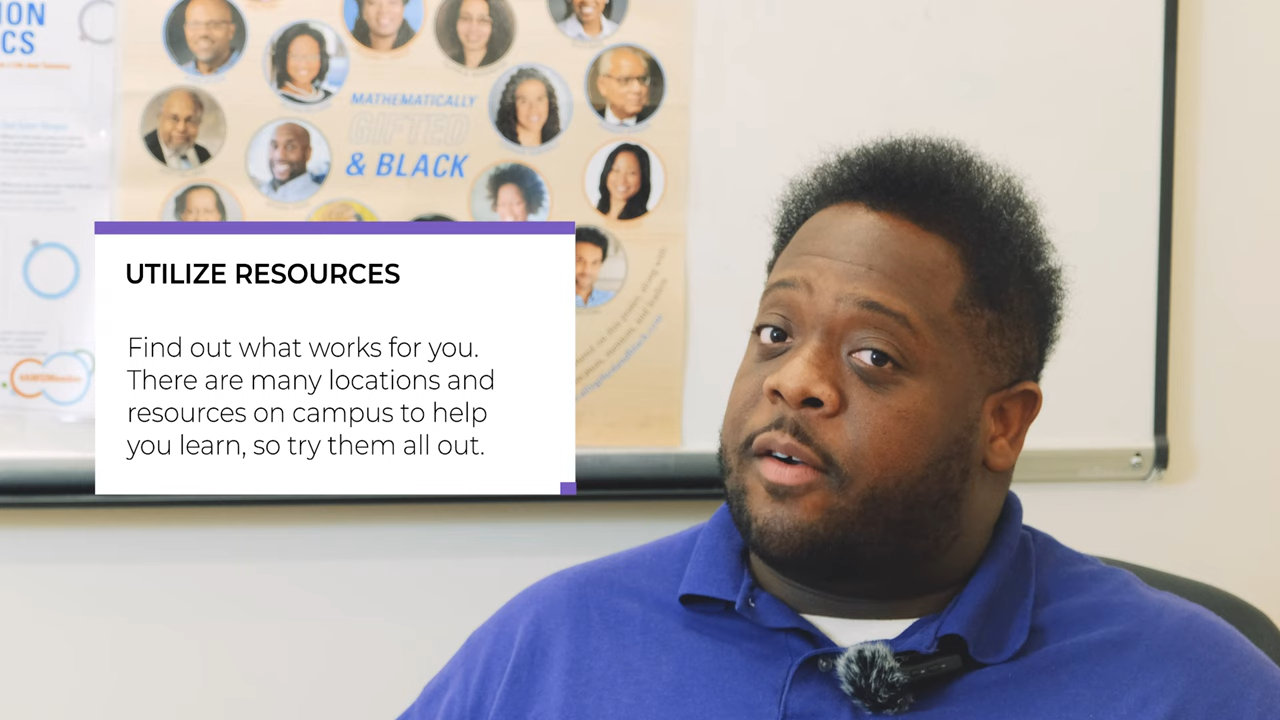 ION
CS
MATHEMATICALLY
GIFTED
& BLACK
UTILIZE RESOURCES
Find out what works for you.
There are many locations and
resources on campus to help
you learn, so try them all out.